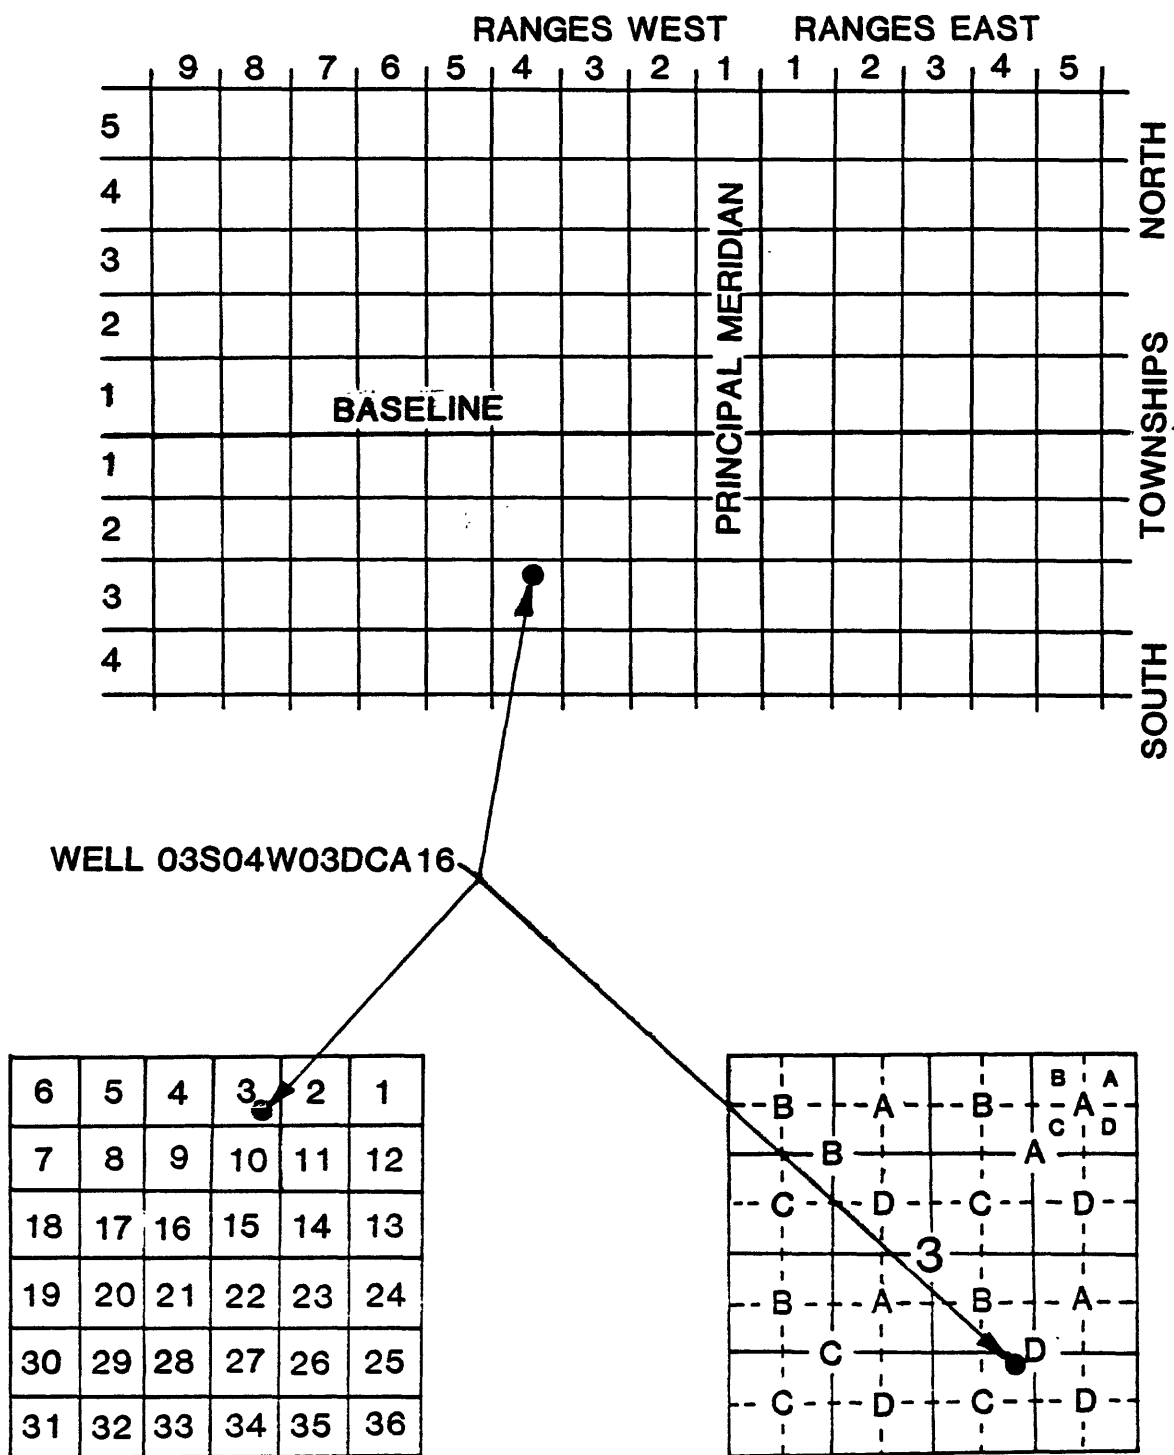 RANGES WEST RANGES EAST
9 8 7 6 5 4 3 2 1 1 2 3 4 5
5
4
3
2
1
1
2
3
4
BASELINE
PRINCIPAL MERIDIAN
NORTH
TOWNSHIPS
SOUTH
WELL 03S04W03DCA16
6 5 4 3 2 1
7 8 9 10 11 12
18 17 16 15 14 13
19 20 21 22 23 24
30 29 28 27 26 25
31 32 33 34 35 36
B A
B A B A
C D
B A
C D C D
3
B A B A
C D
C D C D